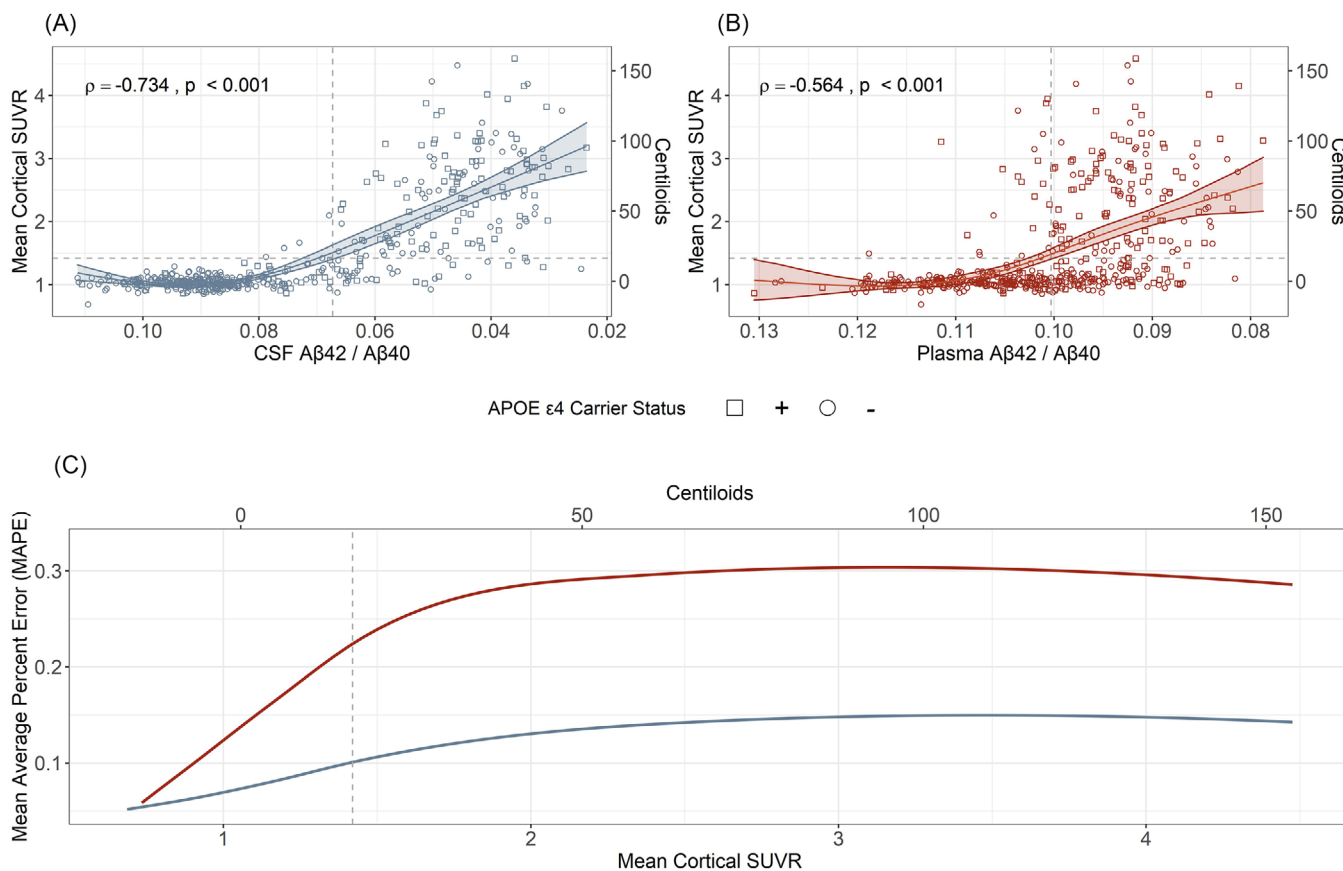 (A)
(B)
ρ = -0.734 , p < 0.001
ρ = -0.564 , p < 0.001
Mean Cortical SUVR
4
3
2
1
150
100
50
0
Centiloids
0.10
0.08
0.06
0.04
0.02
CSF Aβ42 / Aβ40
Mean Cortical SUVR
4
3
2
1
150
100
50
0
Centiloids
0.13
0.12
0.11
0.10
0.09
0.08
Plasma Aβ42 / Aβ40
APOE ε4 Carrier Status + -
(C)
Centiloids
0
50
100
150
Mean Average Percent Error (MAPE)
0.3
0.2
0.1
1
2
3
4
Mean Cortical SUVR